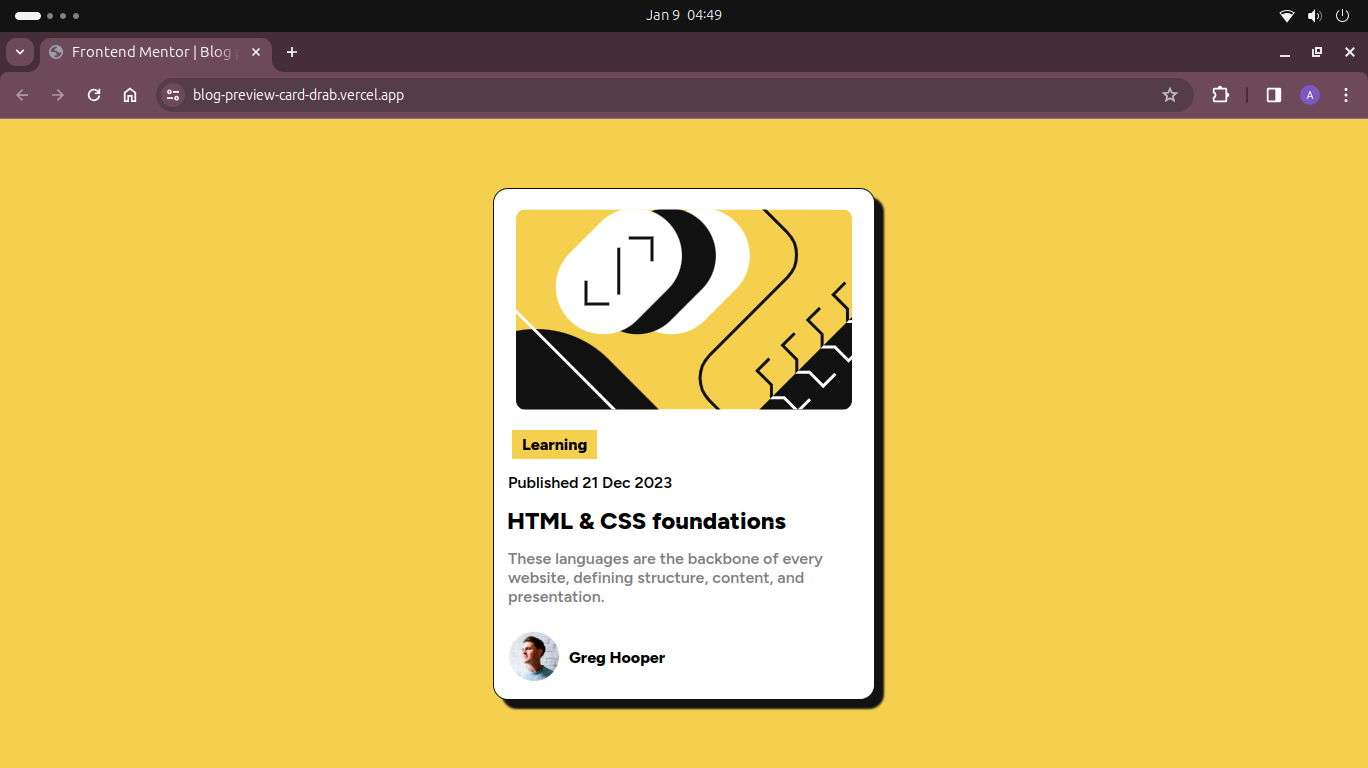 Jan 9 04:49
Frontend Mentor | Blog
blog-preview-card-drab.vercel.app
A
Learning
Published 21 Dec 2023
HTML & CSS foundations
These languages are the backbone of every
website, defining structure, content, and
presentation.
Greg Hooper